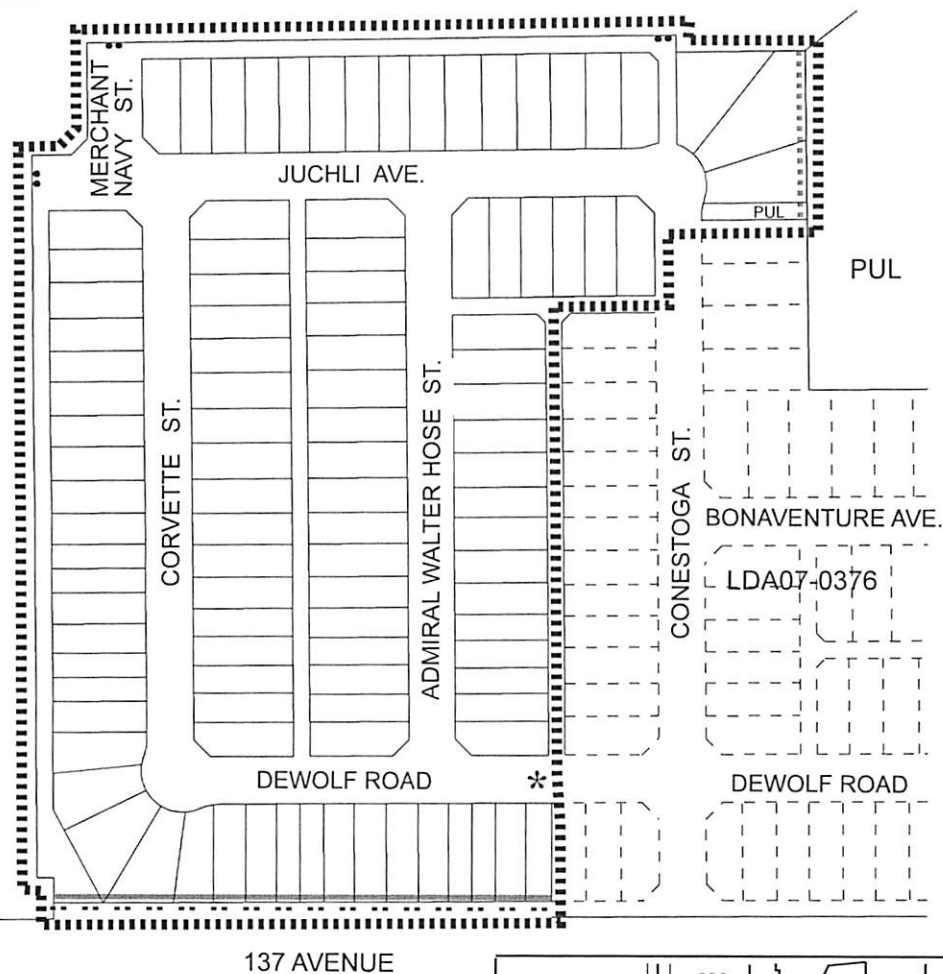 MERCHANT
NAVY ST.
JUCHLI AVE.
PUL
PUL
CORVETTE ST.
ADMIRAL WALTER HOSE ST.
CONESTOGA ST.
BONAVENTURE AVE.
LDA07-0376
DEWOLF ROAD
*
DEWOLF ROAD
137 AVENUE